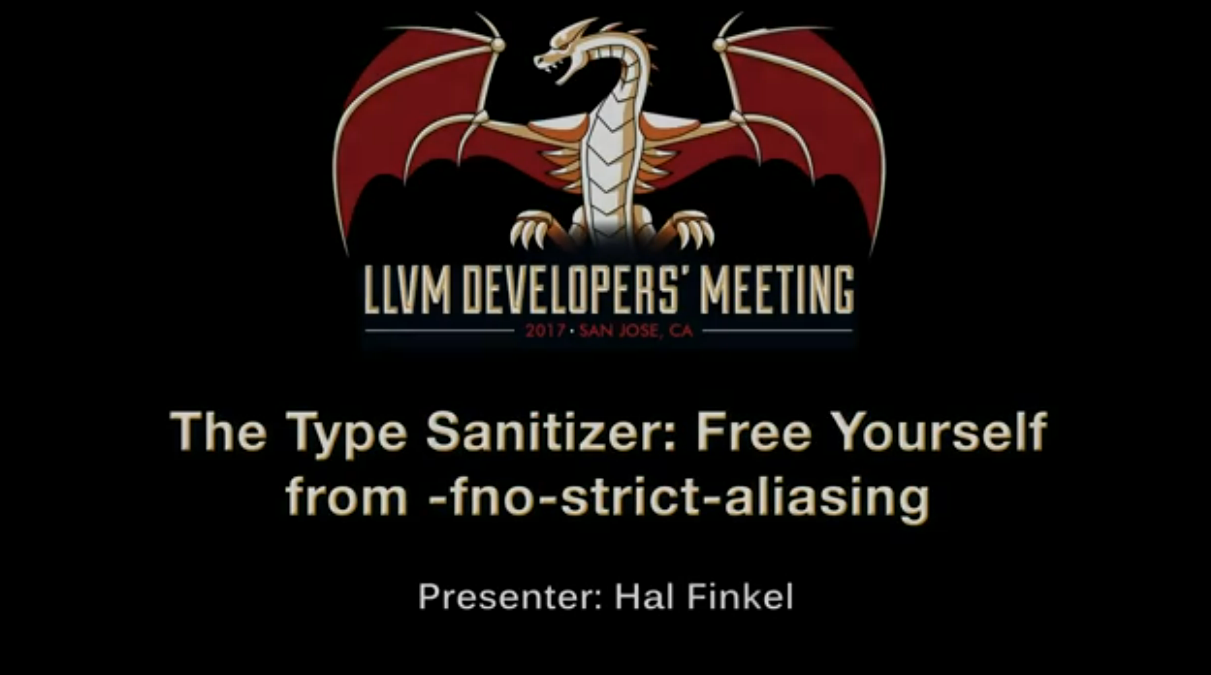 LLVM DEVELOPERS' MEETING
2017 · SAN JOSE, CA
The Type Sanitizer: Free Yourself
from -fno-strict-aliasing
Presenter: Hal Finkel